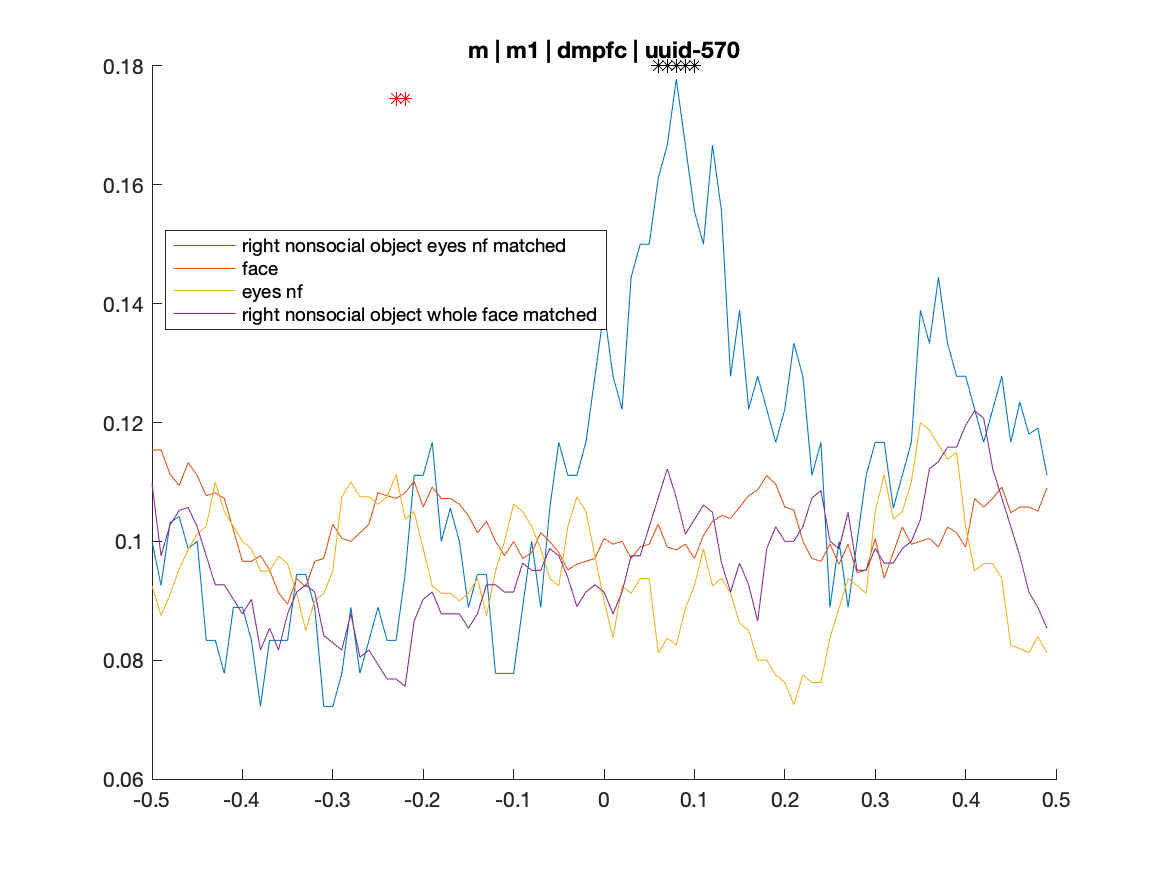 m | m1 | dmpfc | uuid-570
0.18
0.16
0.14
0.12
0.1
0.08
0.06
right nonsocial object eyes nf matched
face
eyes nf
right nonsocial object whole face matched
-0.5 -0.4 -0.3 -0.2 -0.1 0 0.1 0.2 0.3 0.4 0.5